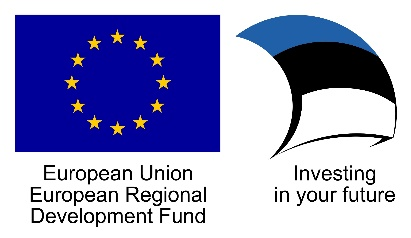 European Union
European Regional
Development Fund
Investing
in your future